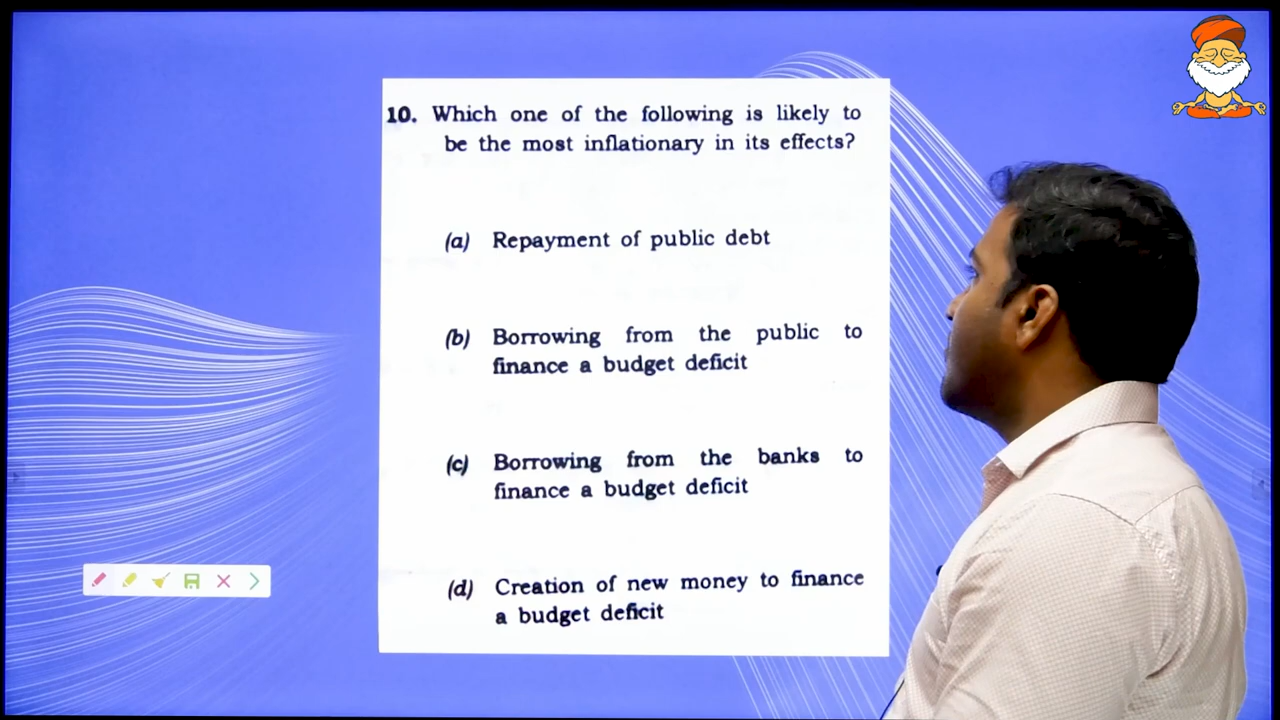 10. Which one of the following is likely to
be the most inflationary in its effects?
(a) Repayment of public debt
(b) Borrowing from the public to
finance a budget deficit
(c) Borrowing from the banks to
finance a budget deficit
(d) Creation of new money to finance
a budget deficit